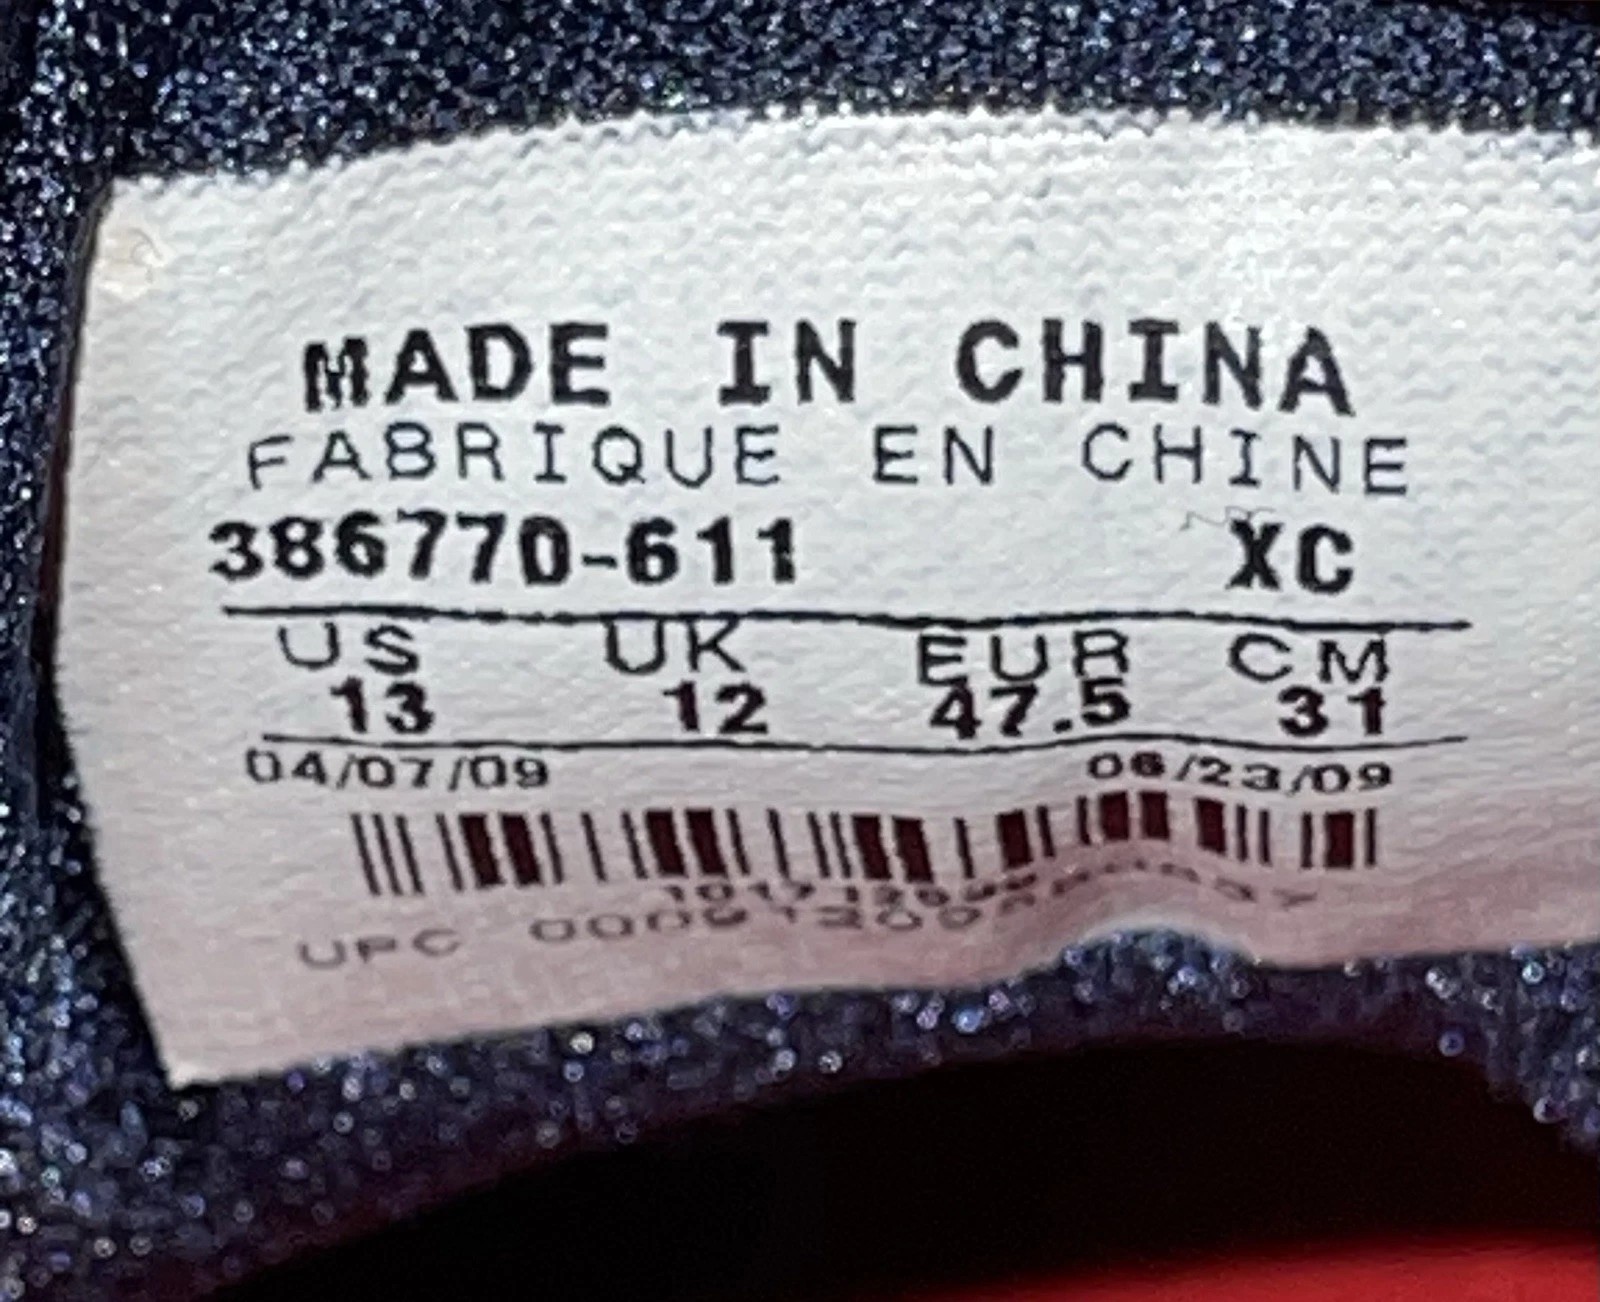 MADE IN CHINA
FABRIQUE EN CHINE
386770-611 XC
US UK EUR CM
13 12 47.5 31
04/07/09 06/23/09
UPC